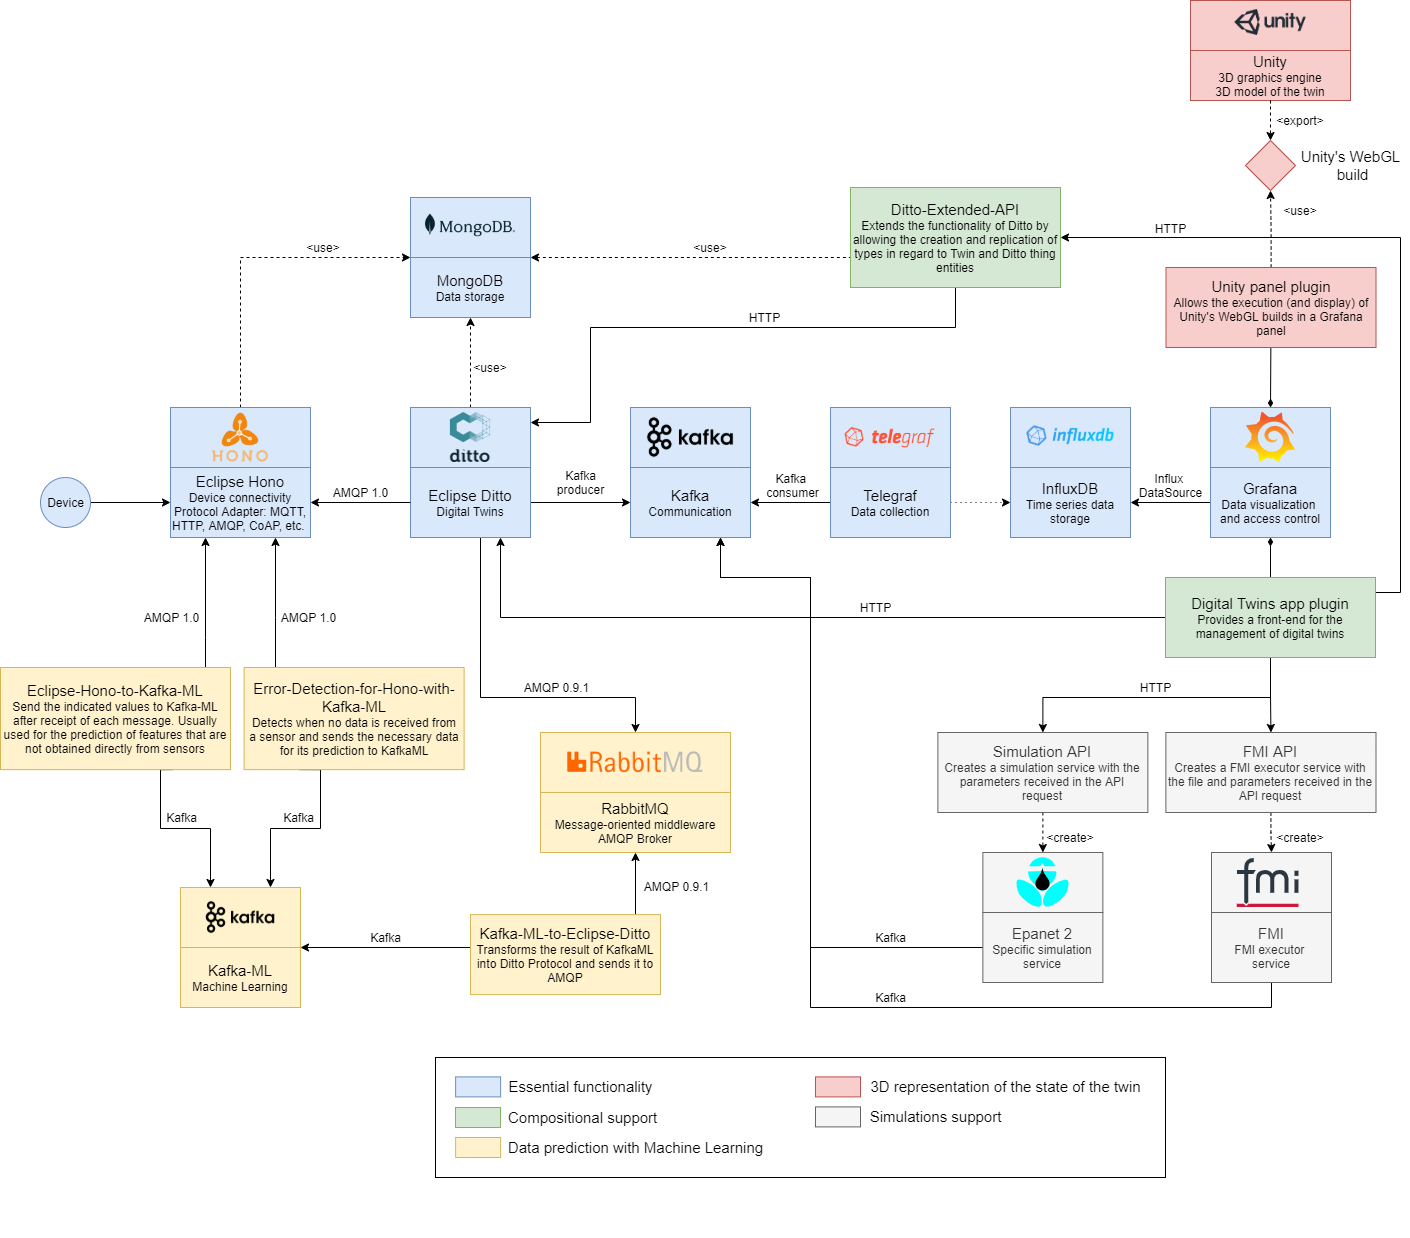 unity
Unity
3D graphics engine
3D model of the twin
<export>
Unity's WebGL
build
<use>
MongoDB.
MongoDB
Data storage
<use>
<use>
<use>
Ditto-Extended-API
Extends the functionality of Ditto by
allowing the creation and replication of
types in regard to Twin and Ditto thing
entities
HTTP
HTTP
Unity panel plugin
Allows the execution (and display) of
Unity's WebGL builds in a Grafana
panel
Device
HONO
Eclipse Hono
Device connectivity
Protocol Adapter: MQTT,
HTTP, AMQP, CoAP, etc.
AMQP 1.0
ditto
Eclipse Ditto
Digital Twins
Kafka
producer
kafka
Kafka
Communication
Kafka
consumer
telegraf
Telegraf
Data collection
influxdb
InfluxDB
Time series data
storage
Influx
DataSource
Grafana
Data visualization
and access control
AMQP 1.0
AMQP 1.0
HTTP
Digital Twins app plugin
Provides a front-end for the
management of digital twins
Eclipse-Hono-to-Kafka-ML
Send the indicated values to Kafka-ML
after receipt of each message. Usually
used for the prediction of features that are
not obtained directly from sensors
Error-Detection-for-Hono-with-
Kafka-ML
Detects when no data is received from
a sensor and sends the necessary data
for its prediction to KafkaML
AMQP 0.9.1
HTTP
RabbitMQ
RabbitMQ
Message-oriented middleware
AMQP Broker
Simulation API
Creates a simulation service with the
parameters received in the API
request
FMI API
Creates a FMI executor service with
the file and parameters received in the
API request
Kafka
Kafka
<create>
<create>
AMQP 0.9.1
kafka
Kafka-ML
Machine Learning
Kafka
Kafka-ML-to-Eclipse-Ditto
Transforms the result of KafkaML
into Ditto Protocol and sends it to
AMQP
Kafka
Epanet 2
Specific simulation
service
fmi
FMI
FMI executor
service
Kafka
Essential functionality
Compositional support
Data prediction with Machine Learning
3D representation of the state of the twin
Simulations support